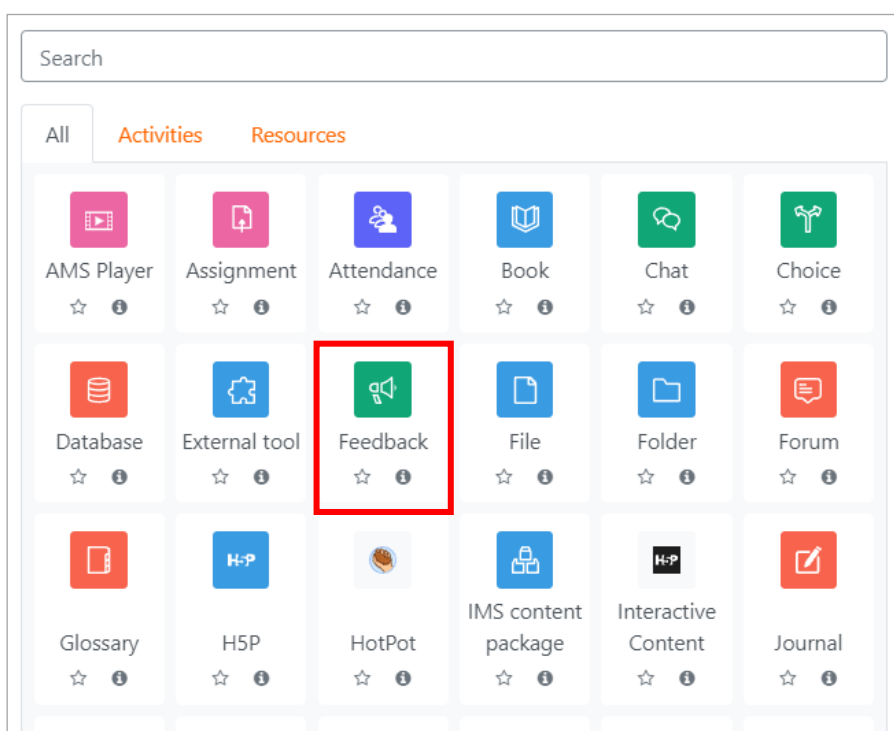 Search
All Activities Resources
AMS Player Assignment Attendance Book Chat Choice
Database External tool Feedback File Folder Forum
H-P H-P
IMS content Interactive
Glossary H5P HotPot package Content Journal